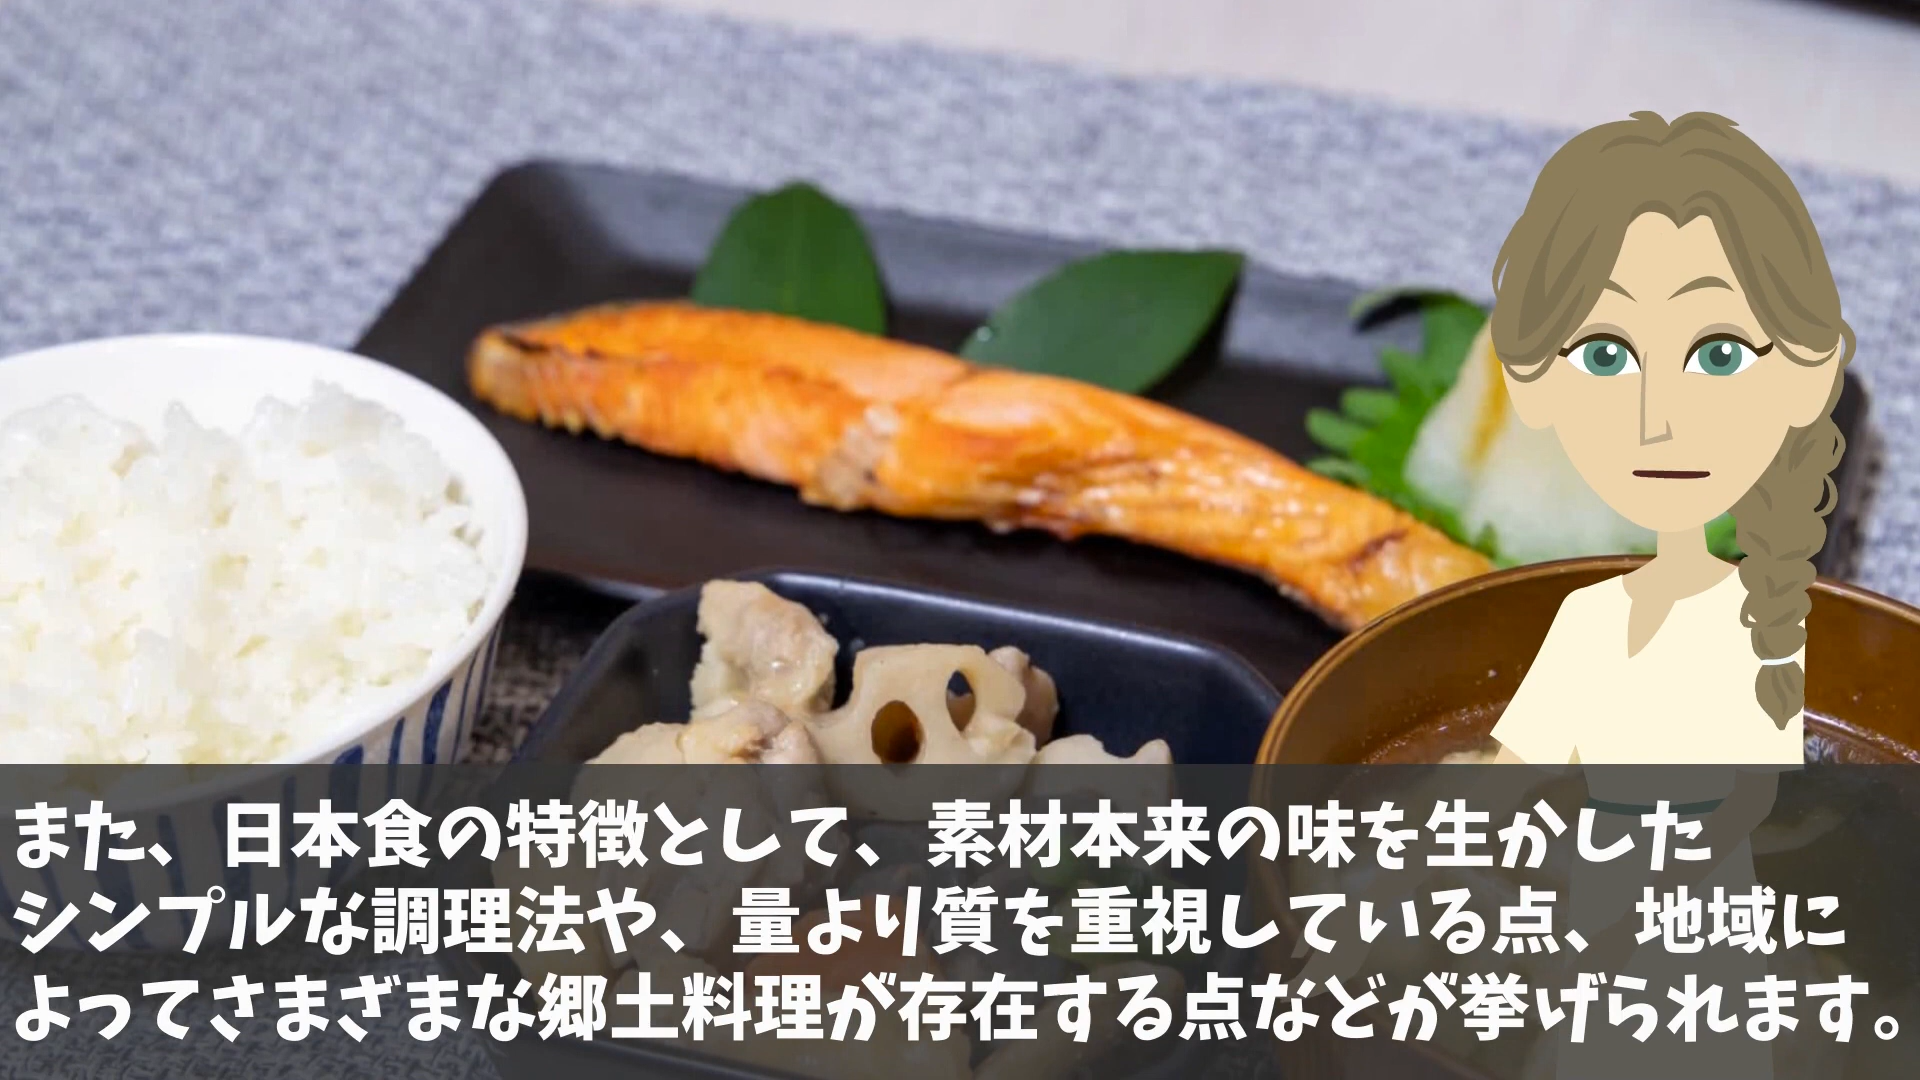 また、日本食の特徴として、素材本来の味を生かした
シンプルな調理法や、量より質を重視している点、地域に
よってさまざまな郷土料理が存在する点などが挙げられます。